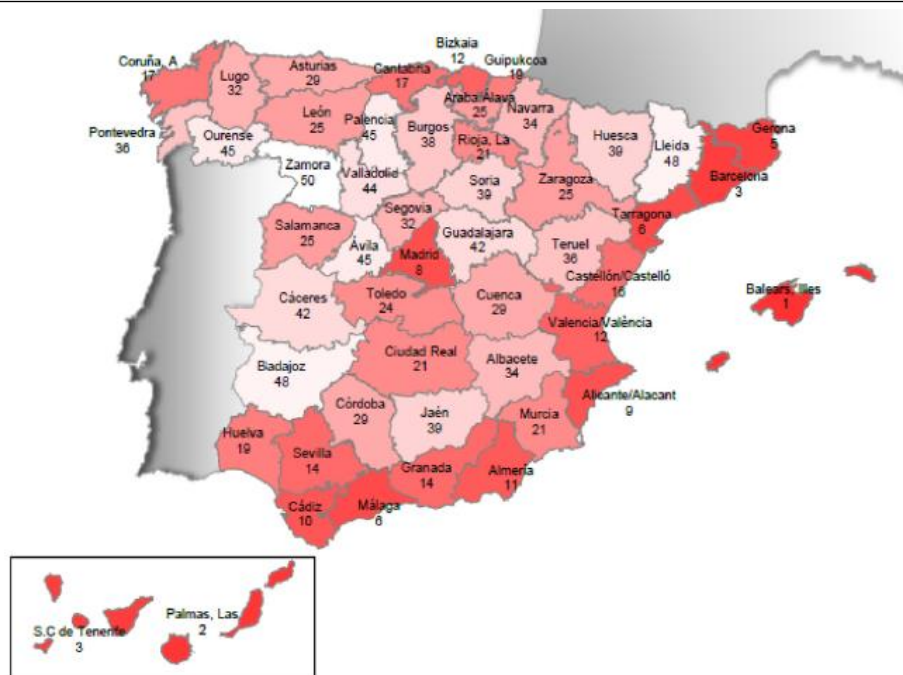 Bizkaia
12
Guipukcoa
19
Coruña, A
17
Lugo
32
Asturias
29
Cantabria
17
Araba Alava
25
Navarra
34
Pontevedra
36
Ourense
45
León
25
Palencia
45
Burgos
38
Rioja, La
21
Huesca
39
Lleida
48
Gerona
5
Barcelona
3
Zamora
50
Valladolid
44
Soria
39
Zaragoza
25
Tarragona
6
Salamanca
25
Ávila
45
Segovia
32
Madrid
8
Guadalajara
42
Teruel
36
Castellón/Castelló
16
Balears, Illes
1
Cáceres
42
Toledo
24
Cuenca
29
Valencia/València
12
Badajoz
48
Ciudad Real
21
Albacete
34
Alicante/Alacant
9
Córdoba
29
Jaén
39
Murcia
21
Huelva
19
Sevilla
14
Granada
14
Almería
11
Cádiz
10
Málaga
6
S.C de Tenerife
3
Palmas, Las
2